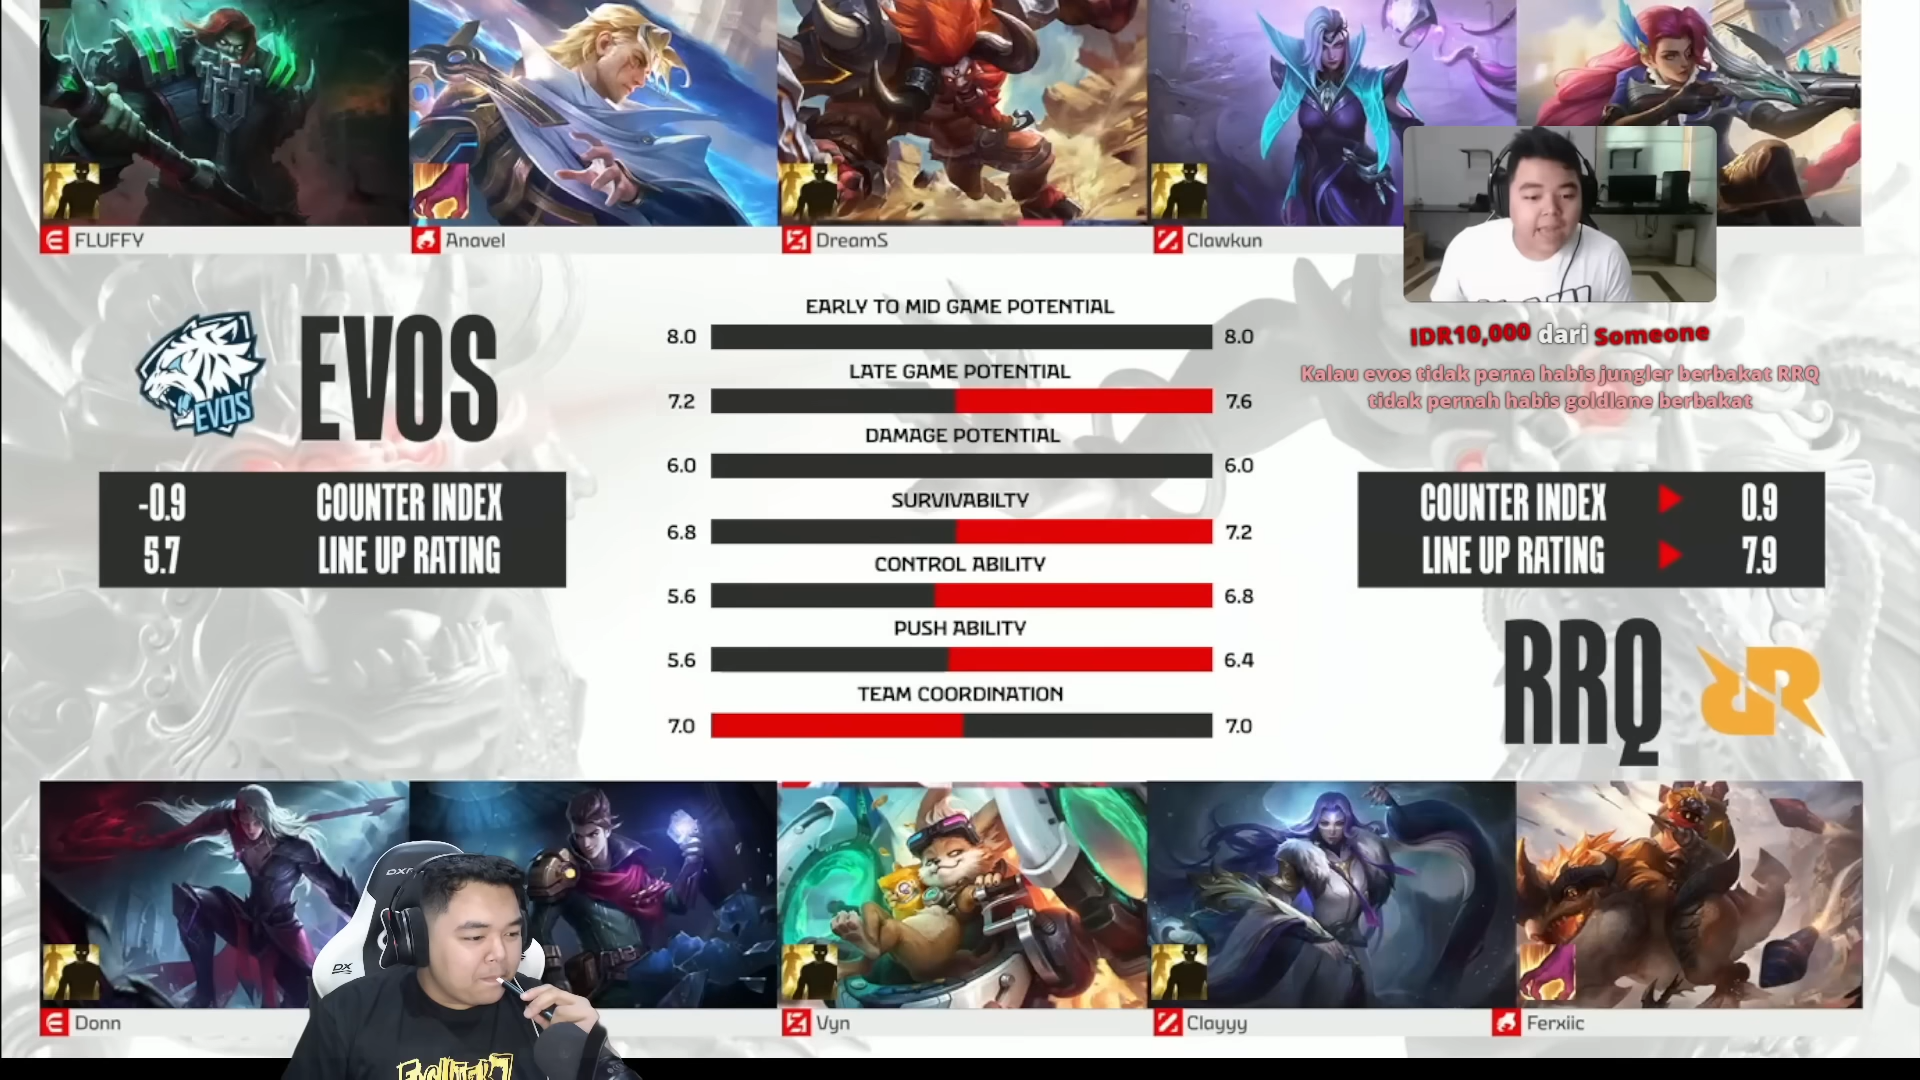 FLUFFY
Anavel
DreamS
Clawkun
EVOS
EVOS
-0.9 COUNTER INDEX
5.7 LINE UP RATING
EARLY TO MID GAME POTENTIAL
8.0 8.0
LATE GAME POTENTIAL
7.2 7.6
DAMAGE POTENTIAL
6.0 6.0
SURVIVABILTY
6.8 7.2
CONTROL ABILITY
5.6 6.8
PUSH ABILITY
5.6 6.4
TEAM COORDINATION
7.0 7.0
IDR10,000 dari Someone
Kalau evos tidak perna habis jungler berbakat RRQ
tidak pernah habis goldlane berbakat
COUNTER INDEX 0.9
LINE UP RATING 7.9
RRQ
DX
Donn
Vyn
Clayyy
Ferxiic